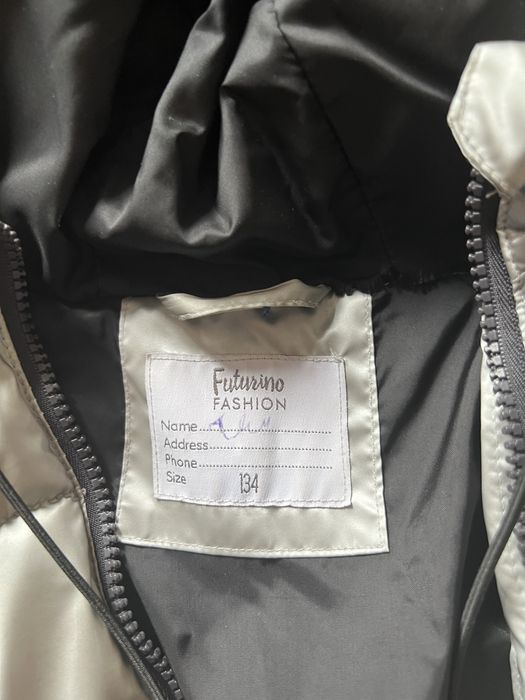 Futurino
FASHION
Name
Address
Phone
Size 134